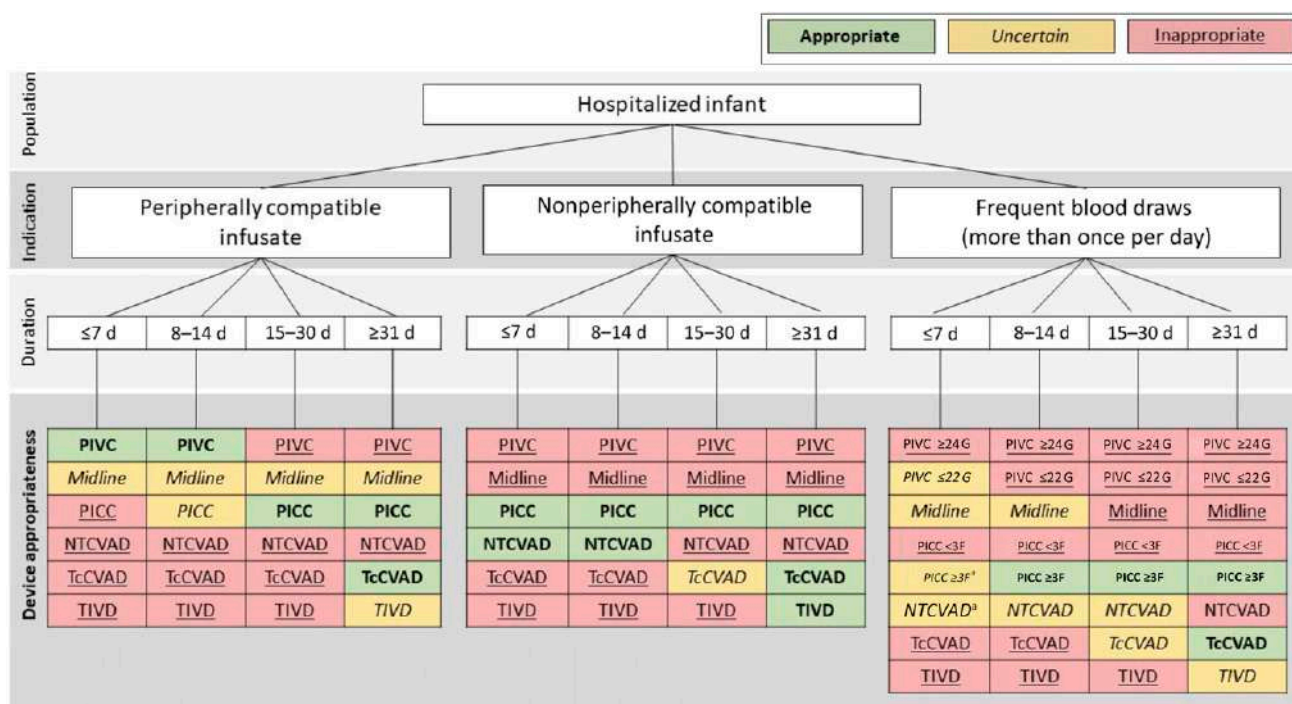 Appropriate Uncertain Inappropriate
Population
Hospitalized infant
Indication
Peripherally compatible
infusate
Nonperipherally compatible
infusate
Frequent blood draws
(more than once per day)
Duration
≤7 d 8–14 d 15–30 d ≥31 d ≤7 d 8–14 d 15–30 d ≥31 d ≤7 d 8–14 d 15–30 d ≥31 d
Device appropriateness
PIVC PIVC PIVC PIVC
Midline Midline Midline Midline
PICC PICC PICC PICC
NTCVAD NTCVAD NTCVAD NTCVAD
TcCVAD TcCVAD TcCVAD TcCVAD
TIVD TIVD TIVD TIVD
PIVC PIVC PIVC PIVC
Midline Midline Midline Midline
PICC PICC PICC PICC
NTCVAD NTCVAD NTCVAD NTCVAD
TcCVAD TcCVAD TcCVAD TcCVAD
TIVD TIVD TIVD TIVD
PIVC ≥24G PIVC ≥24G PIVC ≥24G PIVC ≥24G
PIVC ≤22G PIVC ≤22G PIVC ≤22G PIVC ≤22G
Midline Midline Midline Midline
PICC <3F PICC <3F PICC <3F PICC <3F
PICC ≥3Fª PICC ≥3F PICC ≥3F PICC ≥3F
NTCVADª NTCVAD NTCVAD NTCVAD
TcCVAD TcCVAD TcCVAD TcCVAD
TIVD TIVD TIVD TIVD